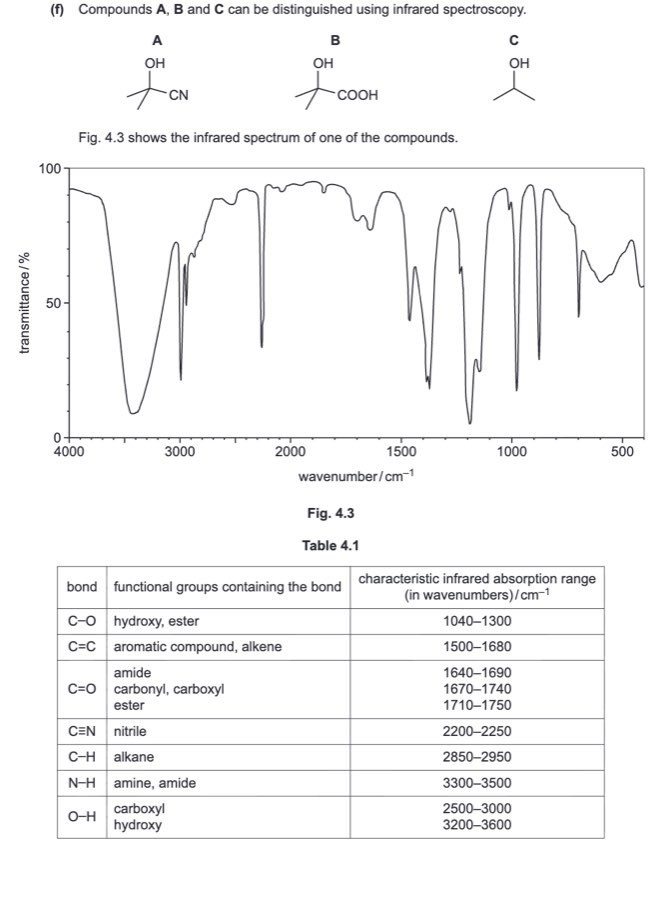 (f) Compounds A, B and C can be distinguished using infrared spectroscopy.
A
B
C
OH
OH
OH
CN
COOH
Fig. 4.3 shows the infrared spectrum of one of the compounds.
100
50
0
transmittance / %
4000
3000
2000
1500
1000
500
wavenumber / cm⁻¹
Fig. 4.3
Table 4.1
bond
functional groups containing the bond
characteristic infrared absorption range
(in wavenumbers) / cm⁻¹
C–O
hydroxy, ester
1040–1300
C=C
aromatic compound, alkene
1500–1680
C=O
amide
carbonyl, carboxyl
ester
1640–1690
1670–1740
1710–1750
C≡N
nitrile
2200–2250
C–H
alkane
2850–2950
N–H
amine, amide
3300–3500
O–H
carboxyl
hydroxy
2500–3000
3200–3600